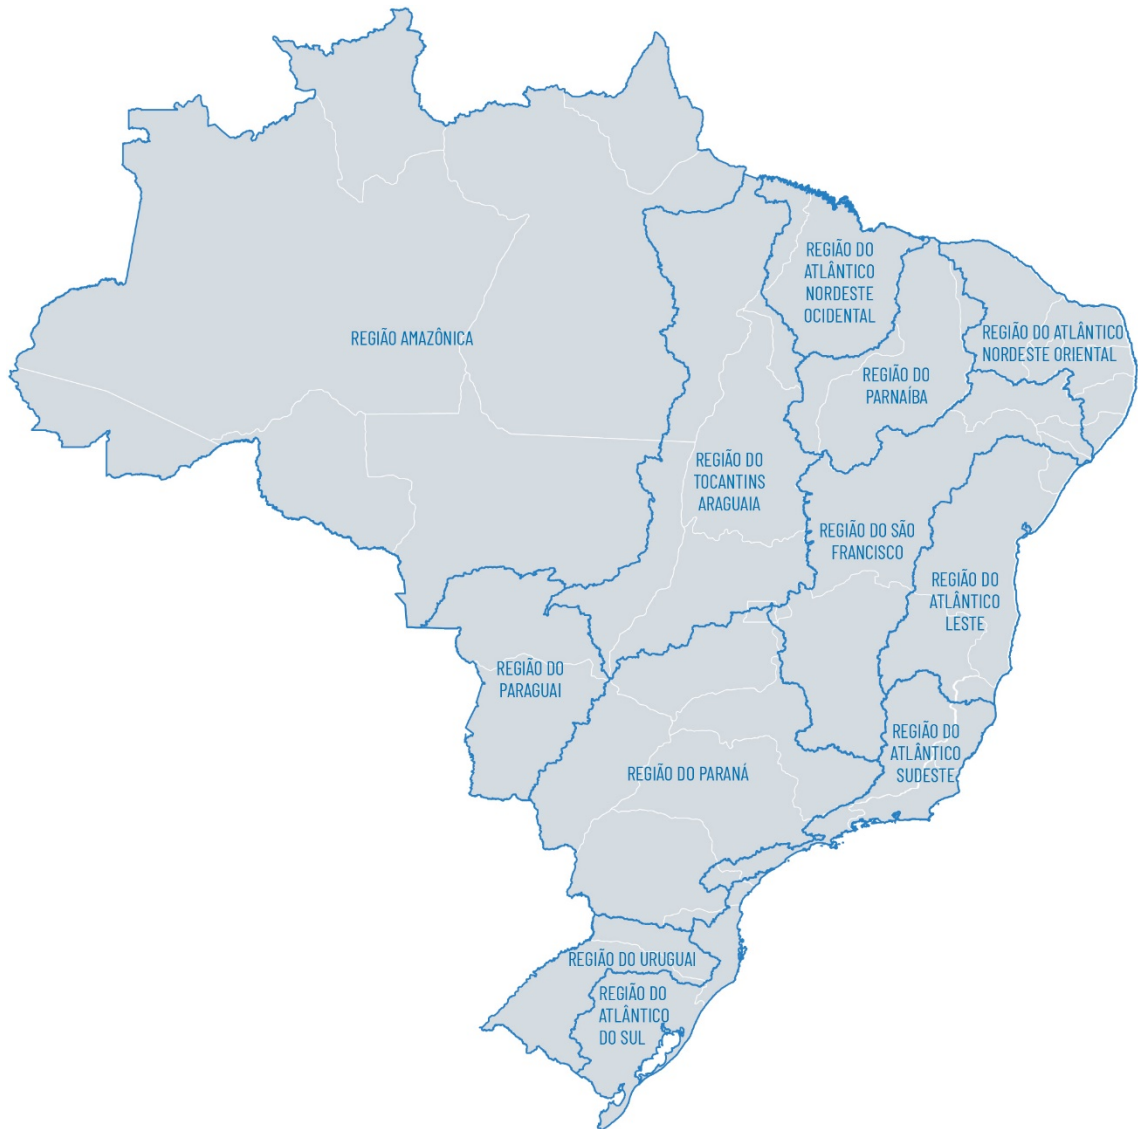 REGIÃO DO
ATLÂNTICO
NORDESTE
OCIDENTAL
REGIÃO AMAZÔNICA
REGIÃO DO ATLÂNTICO
NORDESTE ORIENTAL
REGIÃO DO
PARNAÍBA
REGIÃO DO
TOCANTINS
ARAGUAIA
REGIÃO DO SÃO
FRANCISCO
REGIÃO DO
ATLÂNTICO
LESTE
REGIÃO DO
PARAGUAI
REGIÃO DO
ATLÂNTICO
SUDESTE
REGIÃO DO PARANÁ
REGIÃO DO URUGUAI
REGIÃO DO
ATLÂNTICO
DO SUL